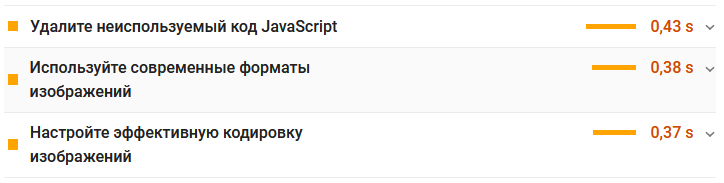 Удалите неиспользуемый код JavaScript 0,43 s
Используйте современные форматы 0,38 s
изображений
Настройте эффективную кодировку 0,37 s
изображений